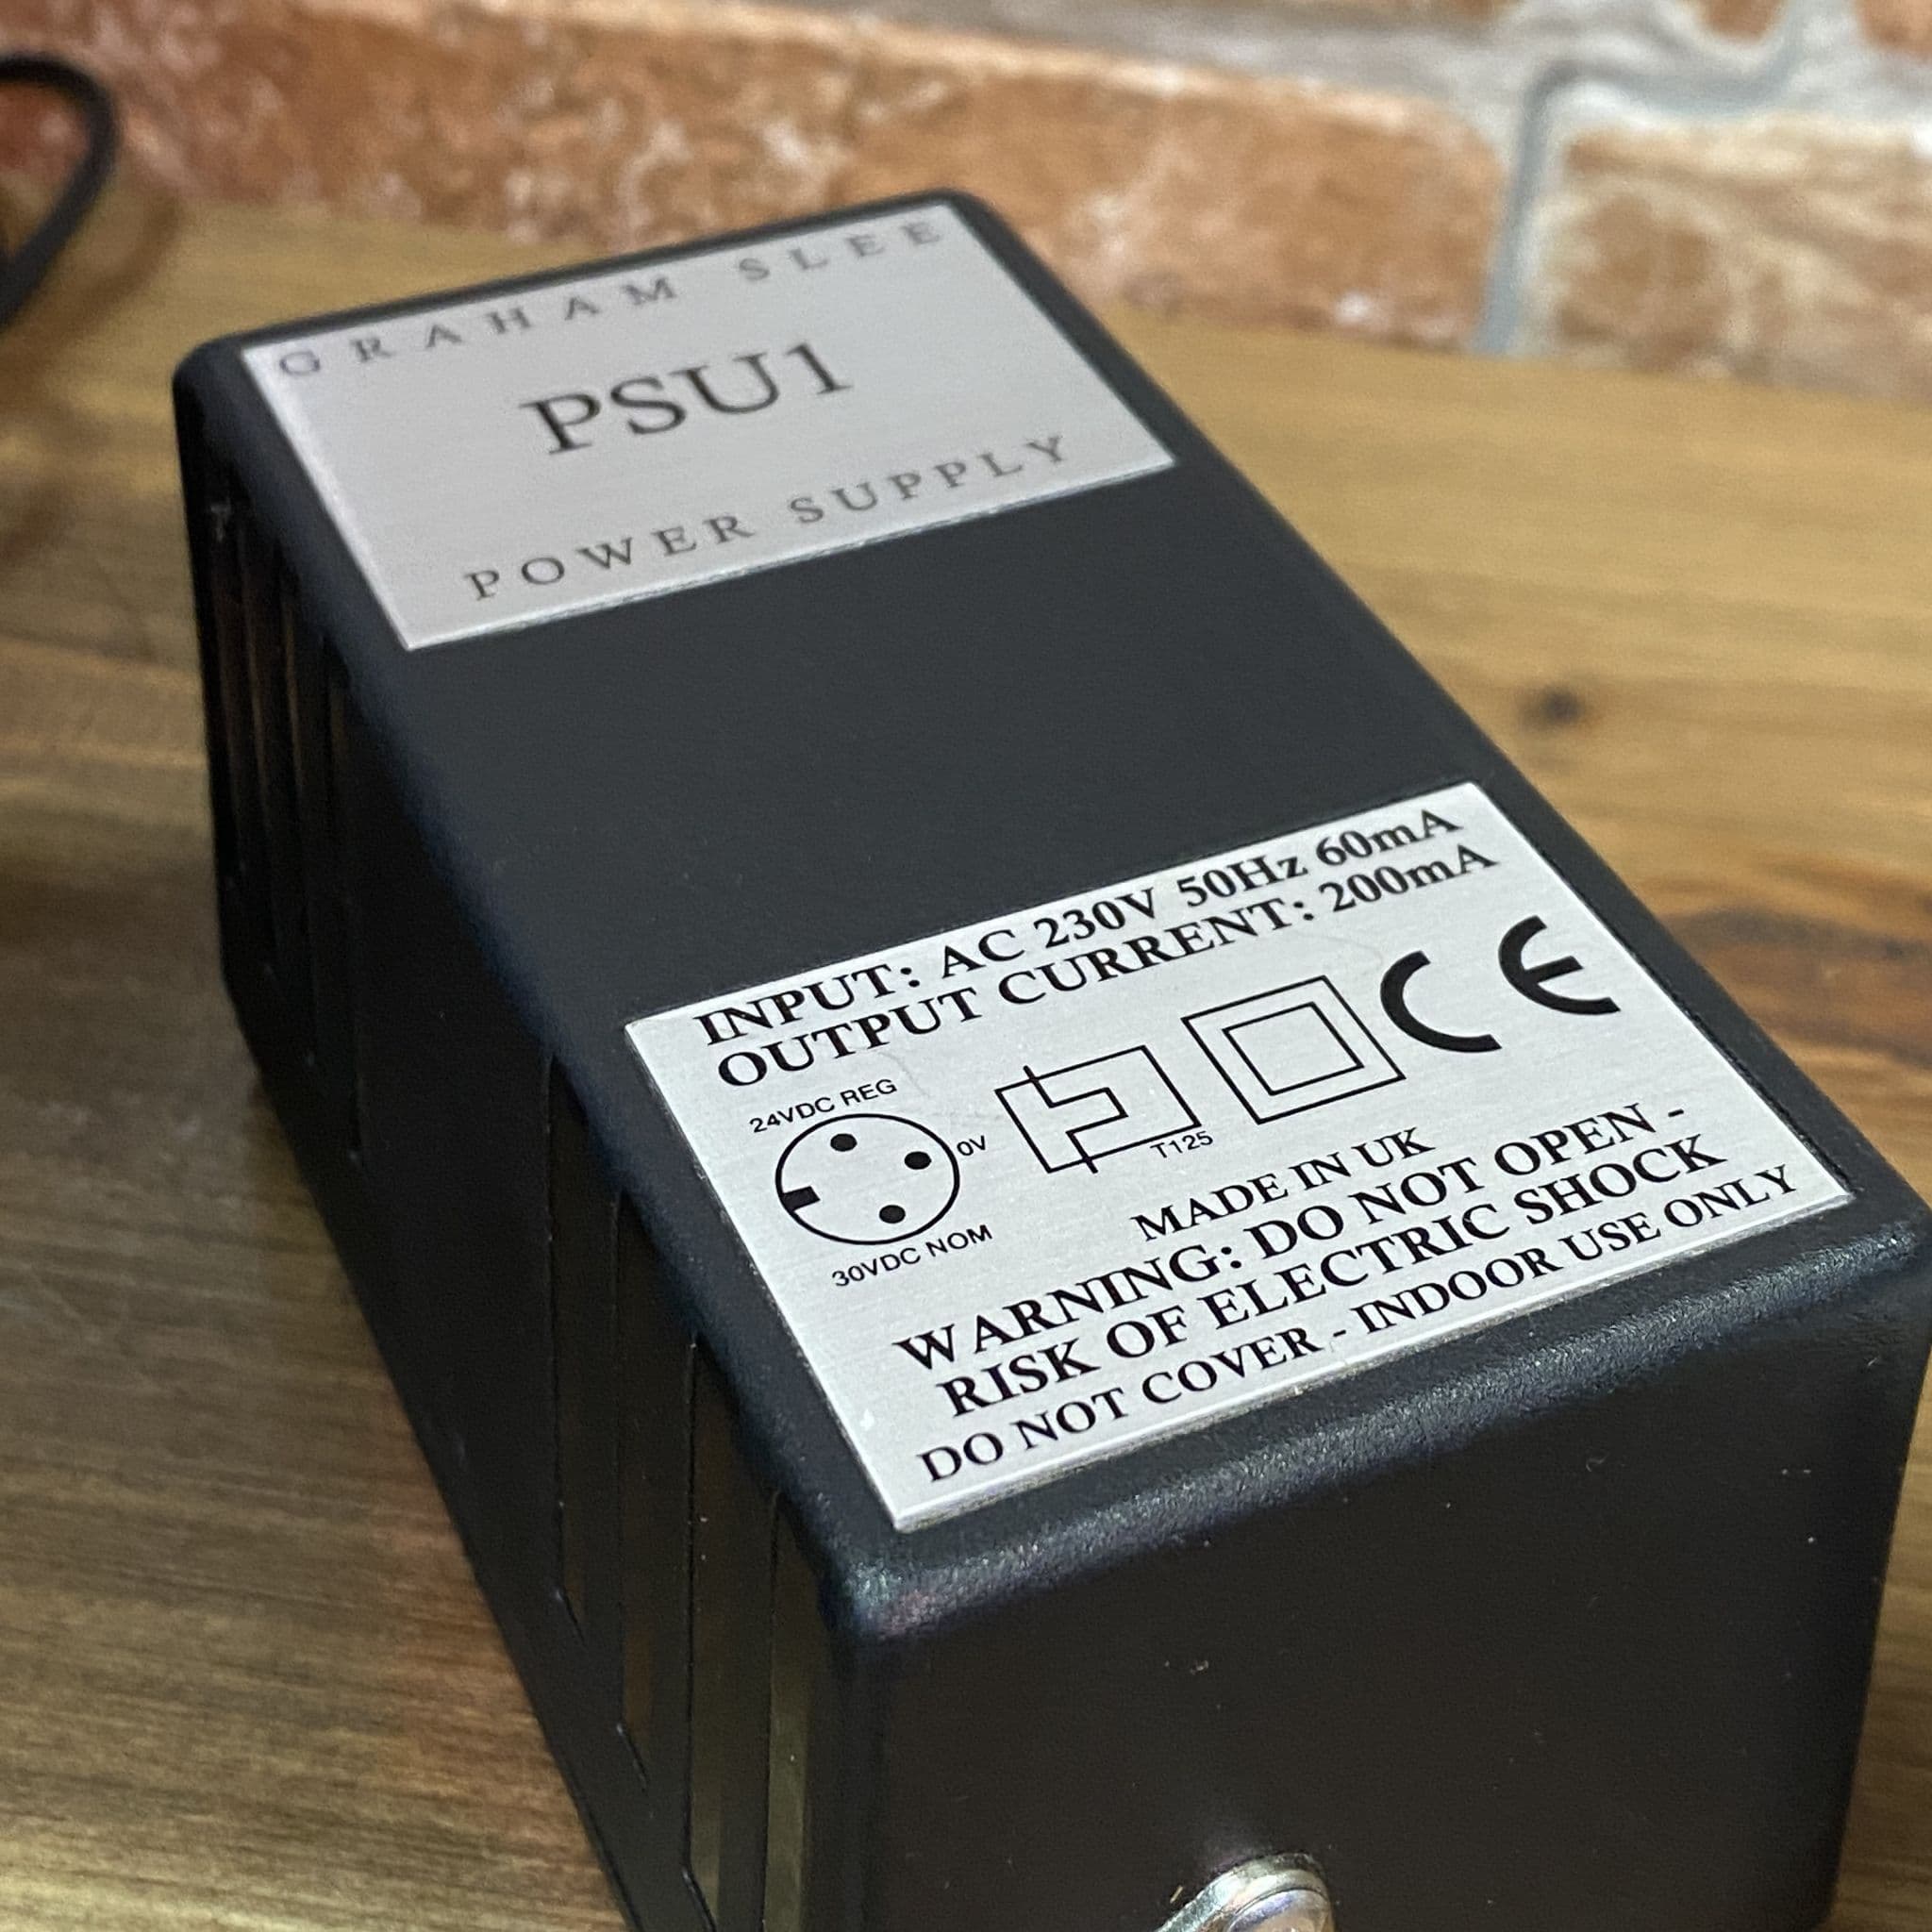 GRAHAM SLEE
PSU1
POWER SUPPLY
INPUT: AC 230V 50Hz 60mA
OUTPUT CURRENT: 200mA
24VDC REG
0V
30VDC NOM
T125
CE
MADE IN UK
WARNING: DO NOT OPEN -
RISK OF ELECTRIC SHOCK
DO NOT COVER - INDOOR USE ONLY